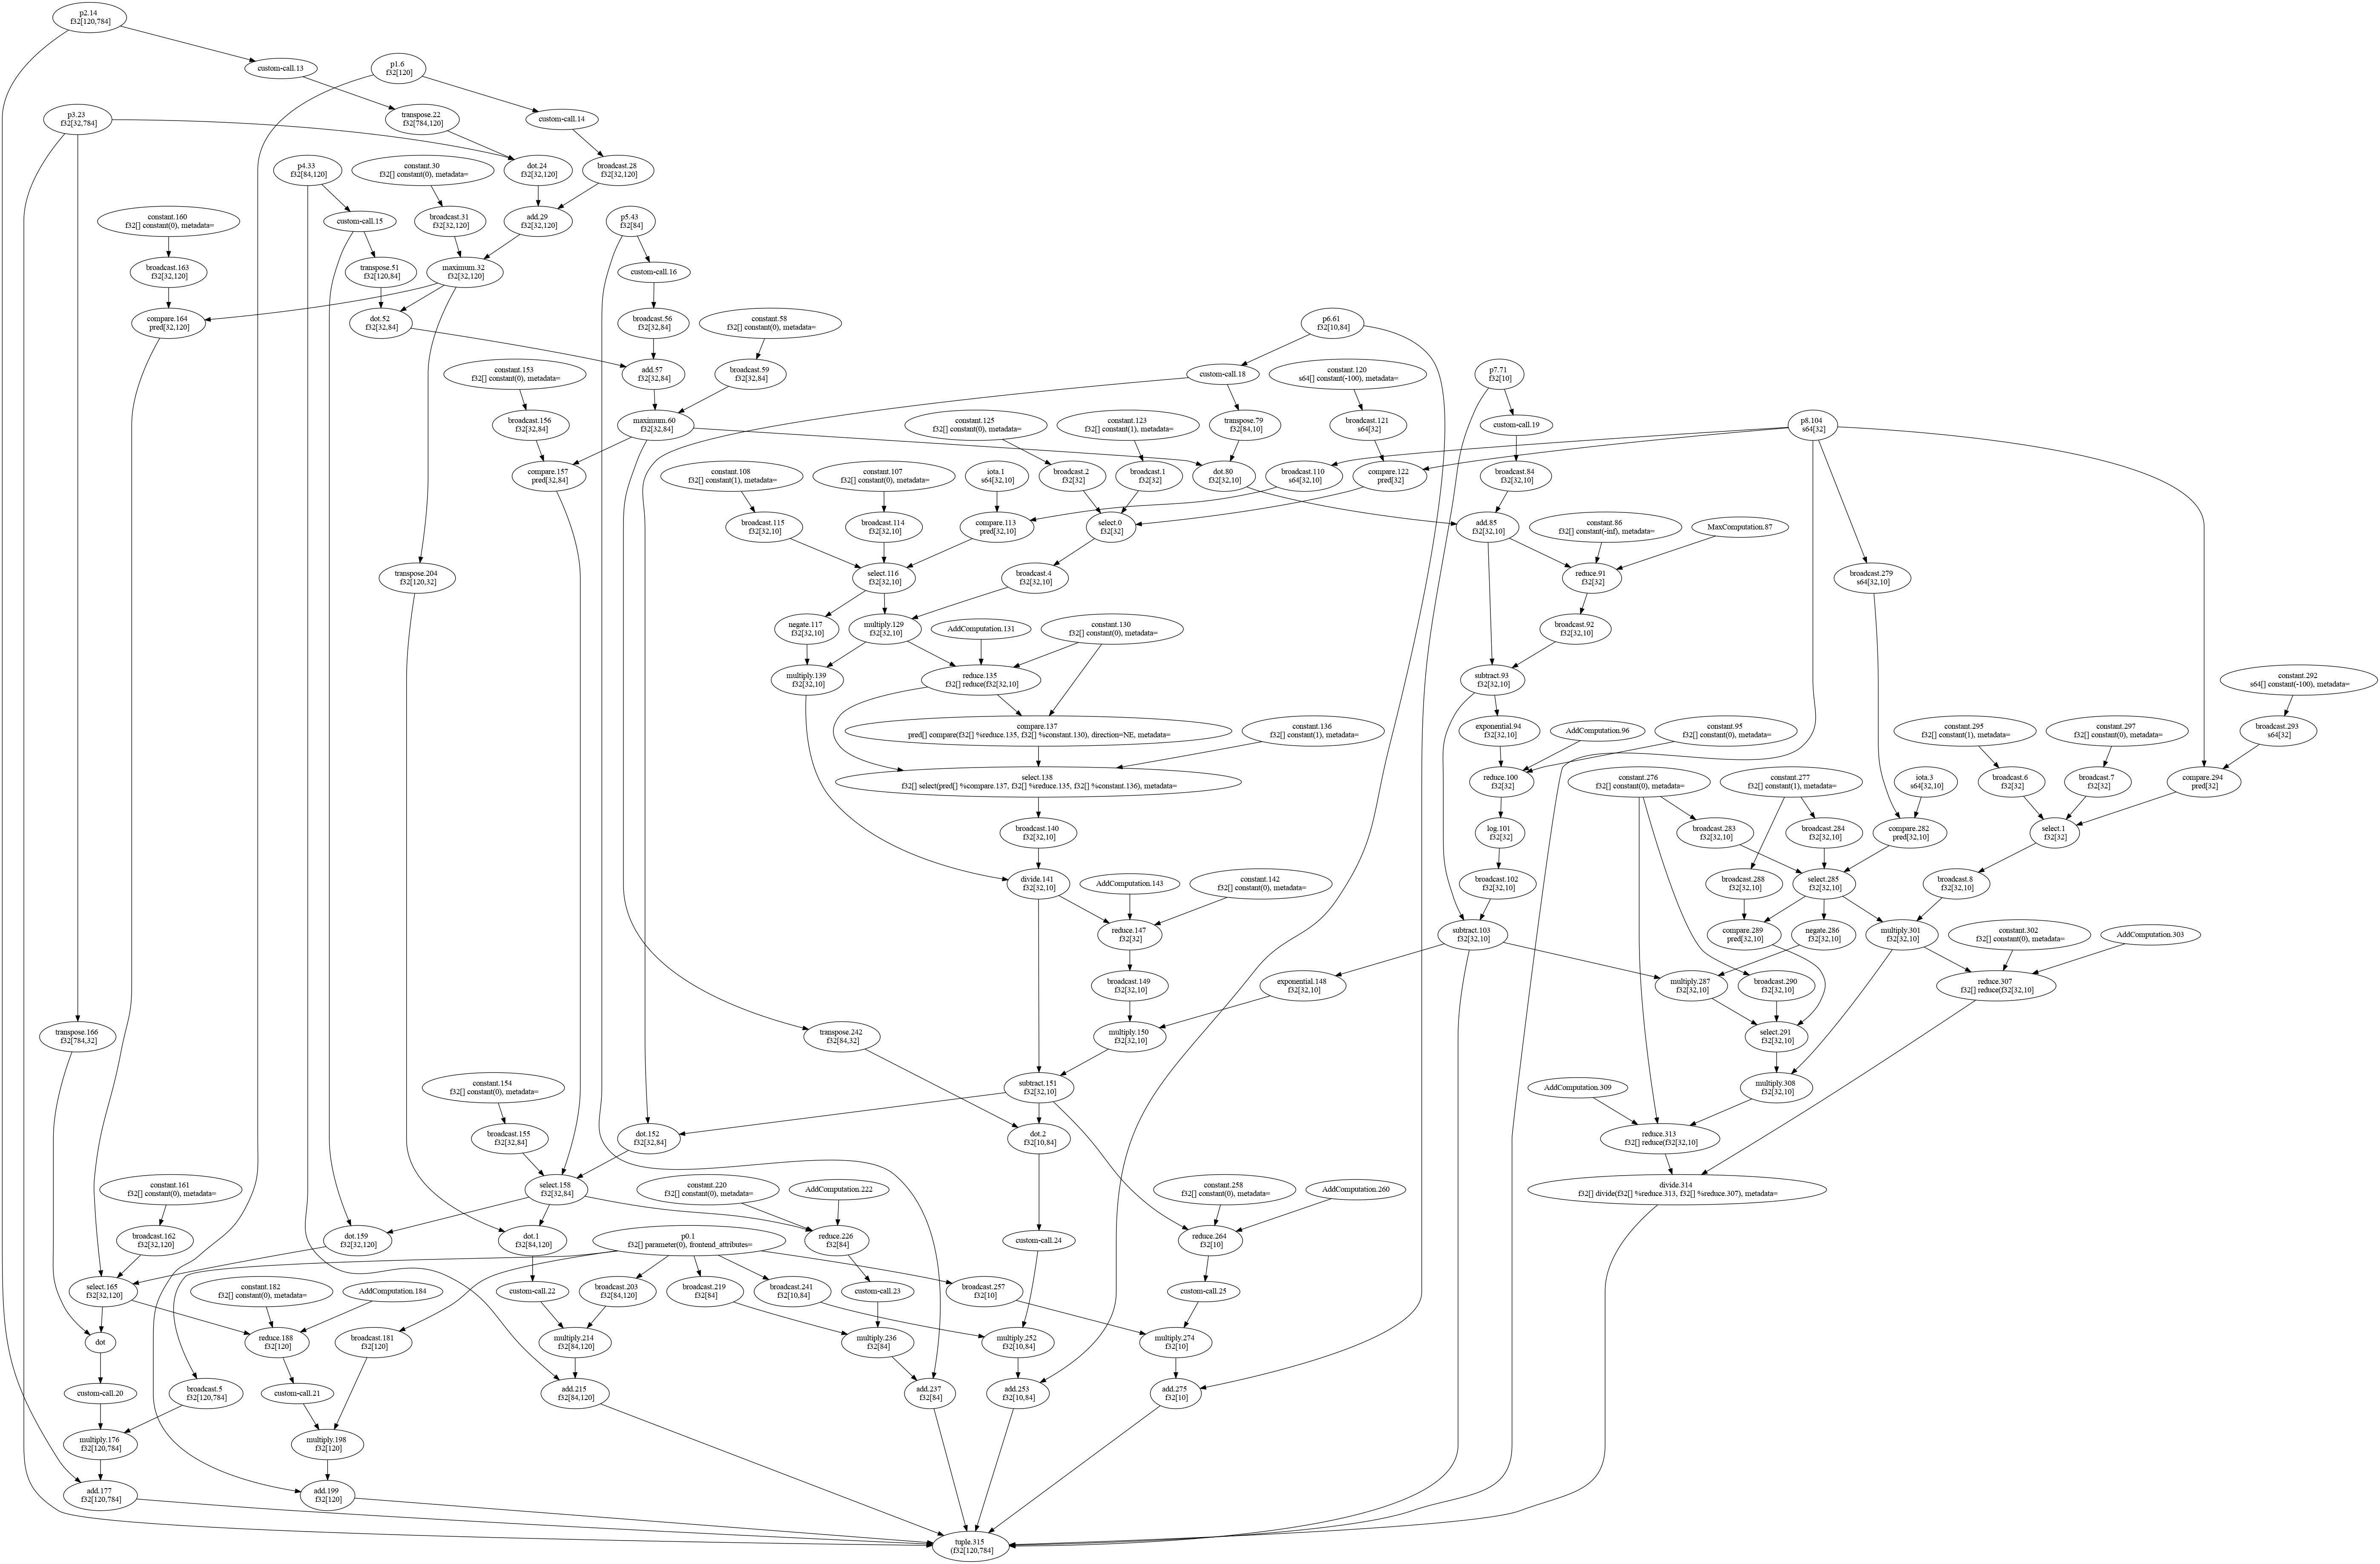 p2.14
f32[120,784]
custom-call.13
p1.6
f32[120]
p3.23
f32[32,784]
transpose.22
f32[784,120]
custom-call.14
p4.33
f32[84,120]
constant.30
f32[] constant(0), metadata=
dot.24
f32[32,120]
broadcast.28
f32[32,120]
constant.160
f32[] constant(0), metadata=
custom-call.15
broadcast.31
f32[32,120]
add.29
f32[32,120]
p5.43
f32[84]
broadcast.163
f32[32,120]
transpose.51
f32[120,84]
maximum.32
f32[32,120]
custom-call.16
compare.164
pred[32,120]
dot.52
f32[32,84]
broadcast.56
f32[32,84]
constant.58
f32[] constant(0), metadata=
p6.61
f32[10,84]
constant.153
f32[] constant(0), metadata=
add.57
f32[32,84]
broadcast.59
f32[32,84]
custom-call.18
constant.120
s64[] constant(-100), metadata=
p7.71
f32[10]
broadcast.156
f32[32,84]
maximum.60
f32[32,84]
constant.125
f32[] constant(0), metadata=
constant.123
f32[] constant(1), metadata=
transpose.79
f32[84,10]
broadcast.121
s64[32]
custom-call.19
p8.104
s64[32]
compare.157
pred[32,84]
constant.108
f32[] constant(1), metadata=
constant.107
f32[] constant(0), metadata=
iota.1
s64[32,10]
broadcast.2
f32[32]
broadcast.1
f32[32]
dot.80
f32[32,10]
broadcast.110
s64[32,10]
compare.122
pred[32]
broadcast.84
f32[32,10]
broadcast.115
f32[32,10]
broadcast.114
f32[32,10]
compare.113
pred[32,10]
select.0
f32[32]
add.85
f32[32,10]
constant.86
f32[] constant(-inf), metadata=
MaxComputation.87
transpose.204
f32[120,32]
select.116
f32[32,10]
broadcast.4
f32[32,10]
reduce.91
f32[32]
broadcast.279
s64[32,10]
negate.117
f32[32,10]
multiply.129
f32[32,10]
AddComputation.131
constant.130
f32[] constant(0), metadata=
broadcast.92
f32[32,10]
multiply.139
f32[32,10]
reduce.135
f32[] reduce(f32[32,10]
subtract.93
f32[32,10]
constant.292
s64[] constant(-100), metadata=
compare.137
pred[] compare(f32[] %reduce.135, f32[] %constant.130), direction=NE, metadata=
constant.136
f32[] constant(1), metadata=
exponential.94
f32[32,10]
AddComputation.96
constant.95
f32[] constant(0), metadata=
constant.295
f32[] constant(1), metadata=
constant.297
f32[] constant(0), metadata=
broadcast.293
s64[32]
select.138
f32[] select(pred[] %compare.137, f32[] %reduce.135, f32[] %constant.136), metadata=
reduce.100
f32[32]
constant.276
f32[] constant(0), metadata=
constant.277
f32[] constant(1), metadata=
iota.3
s64[32,10]
broadcast.6
f32[32]
broadcast.7
f32[32]
compare.294
pred[32]
broadcast.140
f32[32,10]
log.101
f32[32]
broadcast.283
f32[32,10]
broadcast.284
f32[32,10]
compare.282
pred[32,10]
select.1
f32[32]
divide.141
f32[32,10]
AddComputation.143
constant.142
f32[] constant(0), metadata=
broadcast.102
f32[32,10]
broadcast.288
f32[32,10]
select.285
f32[32,10]
broadcast.8
f32[32,10]
reduce.147
f32[32]
subtract.103
f32[32,10]
compare.289
pred[32,10]
negate.286
f32[32,10]
multiply.301
f32[32,10]
constant.302
f32[] constant(0), metadata=
AddComputation.303
broadcast.149
f32[32,10]
exponential.148
f32[32,10]
multiply.287
f32[32,10]
broadcast.290
f32[32,10]
reduce.307
f32[] reduce(f32[32,10]
transpose.166
f32[784,32]
transpose.242
f32[84,32]
multiply.150
f32[32,10]
select.291
f32[32,10]
constant.154
f32[] constant(0), metadata=
subtract.151
f32[32,10]
AddComputation.309
multiply.308
f32[32,10]
broadcast.155
f32[32,84]
dot.152
f32[32,84]
dot.2
f32[10,84]
reduce.313
f32[] reduce(f32[32,10]
constant.161
f32[] constant(0), metadata=
select.158
f32[32,84]
constant.220
f32[] constant(0), metadata=
AddComputation.222
constant.258
f32[] constant(0), metadata=
AddComputation.260
divide.314
f32[] divide(f32[] %reduce.313, f32[] %reduce.307), metadata=
broadcast.162
f32[32,120]
dot.159
f32[32,120]
dot.1
f32[84,120]
p0.1
f32[] parameter(0), frontend_attributes=
reduce.226
f32[84]
custom-call.24
reduce.264
f32[10]
select.165
f32[32,120]
constant.182
f32[] constant(0), metadata=
AddComputation.184
custom-call.22
broadcast.203
f32[84,120]
broadcast.219
f32[84]
broadcast.241
f32[10,84]
custom-call.23
broadcast.257
f32[10]
custom-call.25
dot
reduce.188
f32[120]
broadcast.181
f32[120]
multiply.214
f32[84,120]
multiply.236
f32[84]
multiply.252
f32[10,84]
multiply.274
f32[10]
custom-call.20
broadcast.5
f32[120,784]
custom-call.21
add.215
f32[84,120]
add.237
f32[84]
add.253
f32[10,84]
add.275
f32[10]
multiply.176
f32[120,784]
multiply.198
f32[120]
add.177
f32[120,784]
add.199
f32[120]
tuple.315
(f32[120,784]